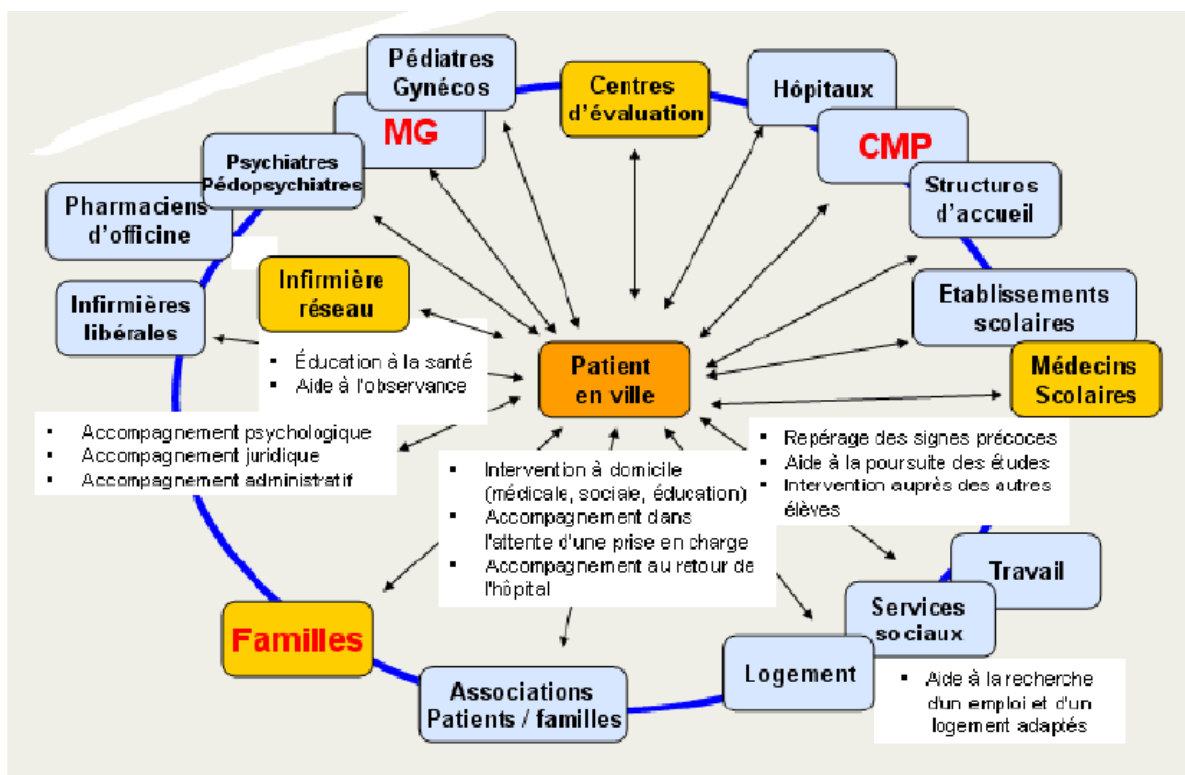 Pédiatres
Gynécos
MG
Psychiatres
Pédopsychiatres
Pharmaciens
d'officine
Infirmières
libérales
Infirmière
réseau
▪ Éducation à la santé
▪ Aide à l'observance
▪ Accompagnement psychologique
▪ Accompagnement juridique
▪ Accompagnement administratif
Centres
d'évaluation
Hôpitaux
CMP
Structures
d'accueil
Etablissements
scolaires
Médecins
Scolaires
Patient
en ville
▪ Repérage des signes précoces
▪ Aide à la poursuite des études
▪ Intervention auprès des autres
élèves
▪ Intervention à domicile
(médicale, sociale, éducation)
▪ Accompagnement dans
l'attente d'une prise en charge
▪ Accompagnement au retour de
l'hôpital
Familles
Associations
Patients / familles
Logement
Services
sociaux
Travail
▪ Aide à la recherche
d'un emploi et d'un
logement adaptés